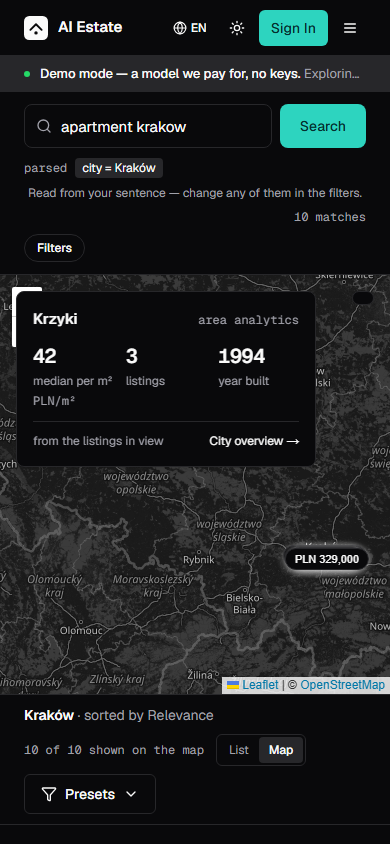 AI Estate
EN
Sign In
Demo mode — a model we pay for, no keys. Explorin...
apartment krakow
Search
parsed city = Kraków
Read from your sentence — change any of them in the filters.
10 matches
Filters
Krzyki
area analytics
42
3
1994
median per m²
listings
year built
PLN/m²
from the listings in view
City overview →
województwo
opolskie
województwo
śląskie
Rybnik
PLN 329,000
Ołomucký
kraj
Moravskoslezský
kraj
województwo
małopolskie
Bielsko-
Biała
Olomouc
Zlínský kraj
Žilina
Leaflet | © OpenStreetMap
Kraków · sorted by Relevance
10 of 10 shown on the map
List
Map
Presets